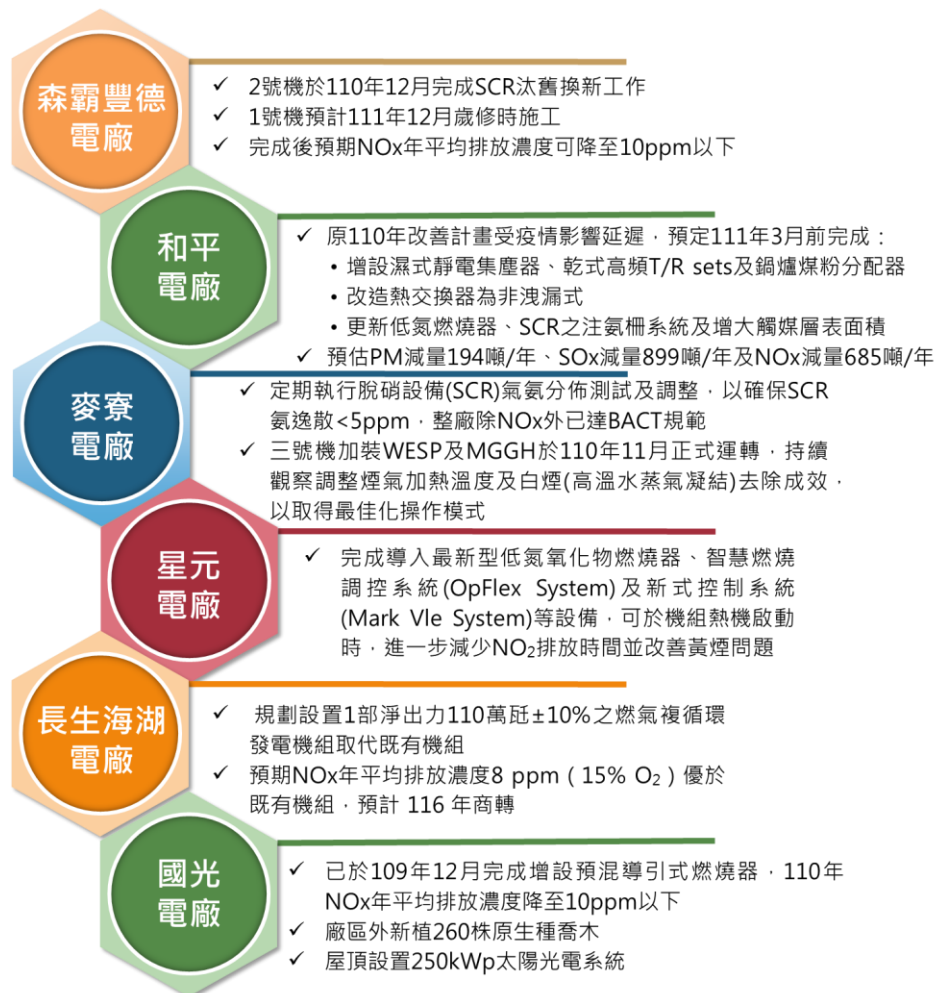 森霸豐德
電廠
✓ 2號機於110年12月完成SCR汰舊換新工作
✓ 1號機預計111年12月歲修時施工
✓ 完成後預期NOx年平均排放濃度可降至10ppm以下
和平
電廠
✓ 原110年改善計畫受疫情影響延遲，預定111年3月前完成：
• 增設濕式靜電集塵器、乾式高頻T/R sets及鍋爐煤粉分配器
• 改造熱交換器為非洩漏式
• 更新低氮燃燒器、SCR之注氨柵系統及增大觸媒層表面積
✓ 預估PM減量194噸/年、SOx減量899噸/年及NOx減量685噸/年
麥寮
電廠
✓ 定期執行脫硝設備(SCR)氣氨分佈測試及調整，以確保SCR
氨逸散<5ppm，整廠除NOx外已達BACT規範
✓ 三號機加裝WESP及MGGH於110年11月正式運轉，持續
觀察調整煙氣加熱溫度及白煙(高溫水蒸氣凝結)去除成效，
以取得最佳化操作模式
星元
電廠
✓ 完成導入最新型低氮氧化物燃燒器、智慧燃燒
調控系統(OpFlex System)及新式控制系統
(Mark Vle System)等設備，可於機組熱機啟動
時，進一步減少NO₂排放時間並改善黃煙問題
長生海湖
電廠
✓ 規劃設置1部淨出力110萬瓩±10%之燃氣複循環
發電機組取代既有機組
✓ 預期NOx年平均排放濃度8 ppm（15% O₂）優於
既有機組，預計 116 年商轉
國光
電廠
✓ 已於109年12月完成增設預混導引式燃燒器，110年
NOx年平均排放濃度降至10ppm以下
✓ 廠區外新植260株原生種喬木
✓ 屋頂設置250kWp太陽光電系統